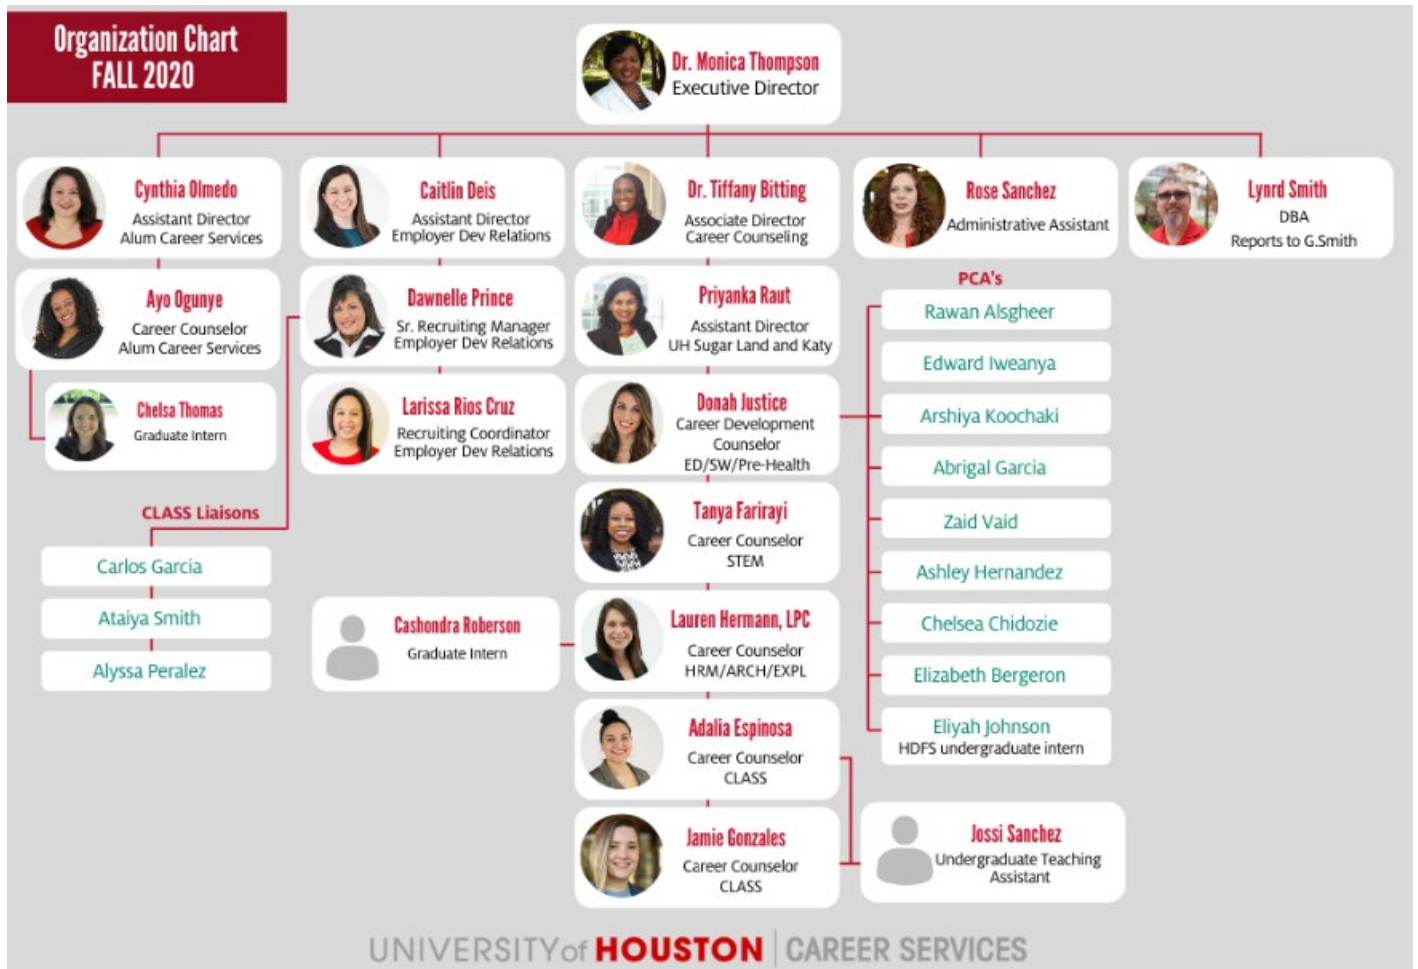 Organization Chart
FALL 2020
Dr. Monica Thompson
Executive Director
Cynthia Olmedo
Assistant Director
Alum Career Services
Caitlin Deis
Assistant Director
Employer Dev Relations
Dr. Tiffany Bitting
Associate Director
Career Counseling
Rose Sanchez
Administrative Assistant
Lynrd Smith
DBA
Reports to G.Smith
Ayo Ogunye
Career Counselor
Alum Career Services
Dawnelle Prince
Sr. Recruiting Manager
Employer Dev Relations
Priyanka Raut
Assistant Director
UH Sugar Land and Katy
Chelsa Thomas
Graduate Intern
Larissa Rios Cruz
Recruiting Coordinator
Employer Dev Relations
Donah Justice
Career Development
Counselor
ED/SW/Pre-Health
Tanya Farirayi
Career Counselor
STEM
CLASS Liaisons
Carlos Garcia
Ataiya Smith
Alyssa Peralez
Cashondra Roberson
Graduate Intern
Lauren Hermann, LPC
Career Counselor
HRM/ARCH/EXPL
Adalia Espinosa
Career Counselor
CLASS
Jamie Gonzales
Career Counselor
CLASS
PCA's
Rawan Alsgheer
Edward Iweanya
Arshiya Koochaki
Abrigal Garcia
Zaid Vaid
Ashley Hernandez
Chelsea Chidozie
Elizabeth Bergeron
Eliyah Johnson
HDFS undergraduate intern
Jossi Sanchez
Undergraduate Teaching
Assistant
UNIVERSITY of HOUSTON | CAREER SERVICES